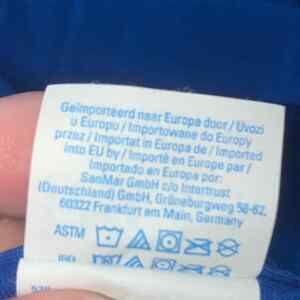 Geïmporteerd naar Europa door / Uvozi
u Europu / Importowane do Europy
przez / Importat in Europa de / Imported
into EU by / Importé en Europe par /
Importado en Europa por:
SanMar GmbH c/o Intertrust
(Deutschland) GmbH, Grüneburgweg 58-62,
60322 Frankfurt am Main, Germany
ASTM
ISO